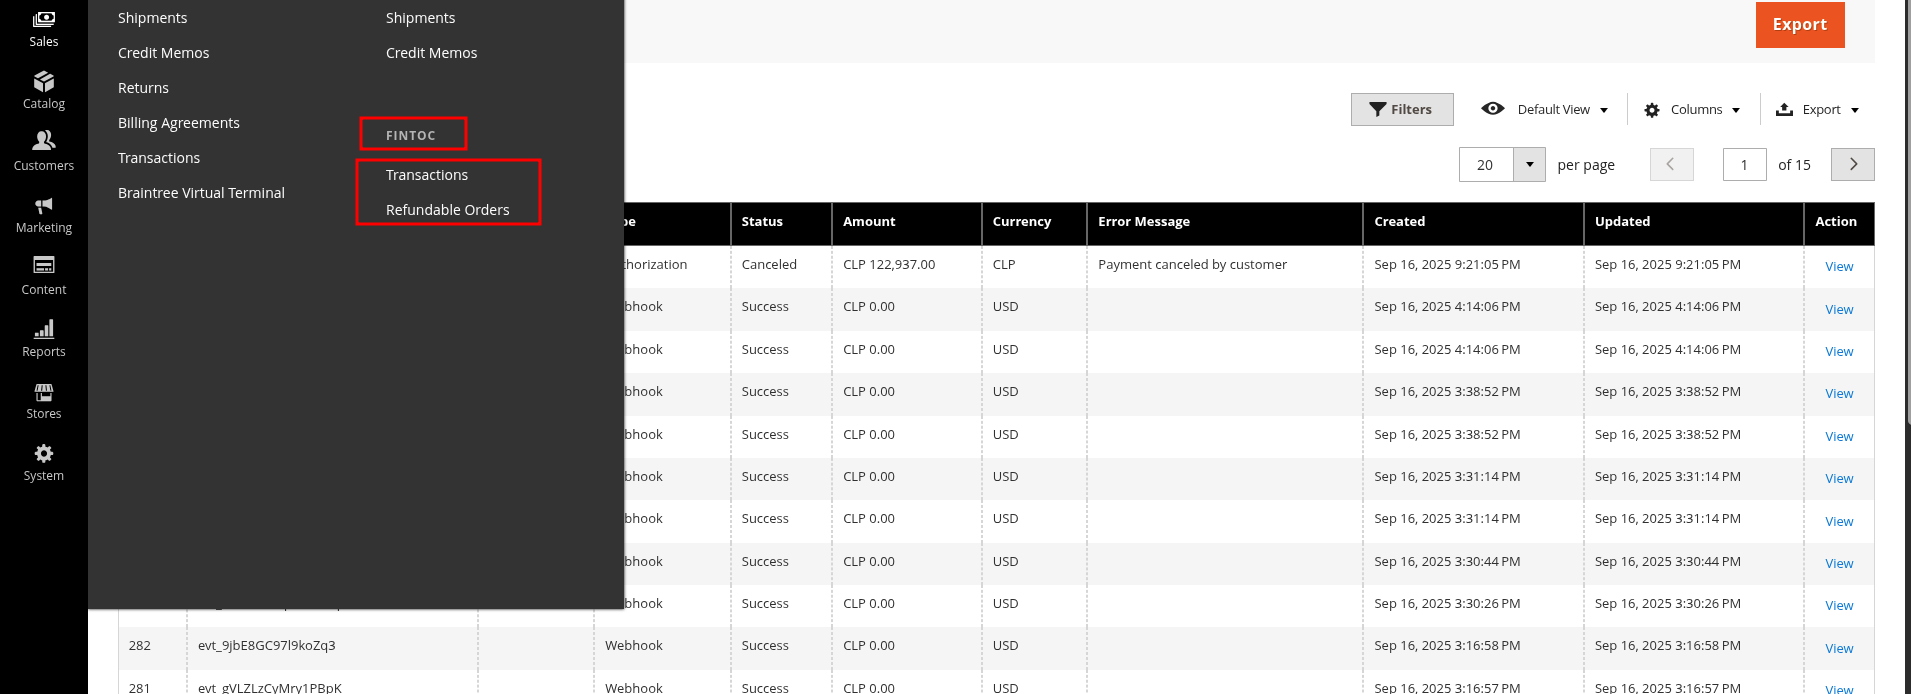 Sales
Catalog
Customers
Marketing
Content
Reports
Stores
System
Shipments
Credit Memos
Returns
Billing Agreements
Transactions
Braintree Virtual Terminal
Shipments
Credit Memos
FINTOC
Transactions
Refundable Orders
Export
Filters Default View Columns Export
20 per page 1 of 15
Status Amount Currency Error Message Created Updated Action
Canceled CLP 122,937.00 CLP Payment canceled by customer Sep 16, 2025 9:21:05 PM Sep 16, 2025 9:21:05 PM View
Success CLP 0.00 USD Sep 16, 2025 4:14:06 PM Sep 16, 2025 4:14:06 PM View
Success CLP 0.00 USD Sep 16, 2025 4:14:06 PM Sep 16, 2025 4:14:06 PM View
Success CLP 0.00 USD Sep 16, 2025 3:38:52 PM Sep 16, 2025 3:38:52 PM View
Success CLP 0.00 USD Sep 16, 2025 3:38:52 PM Sep 16, 2025 3:38:52 PM View
Success CLP 0.00 USD Sep 16, 2025 3:31:14 PM Sep 16, 2025 3:31:14 PM View
Success CLP 0.00 USD Sep 16, 2025 3:31:14 PM Sep 16, 2025 3:31:14 PM View
Success CLP 0.00 USD Sep 16, 2025 3:30:44 PM Sep 16, 2025 3:30:44 PM View
Success CLP 0.00 USD Sep 16, 2025 3:30:26 PM Sep 16, 2025 3:30:26 PM View
282 evt_9jbE8GC97l9koZq3 Webhook Success CLP 0.00 USD Sep 16, 2025 3:16:58 PM Sep 16, 2025 3:16:58 PM View
281 evt_gVLZLzCyMry1PBpK Webhook Success CLP 0.00 USD Sep 16, 2025 3:16:57 PM Sep 16, 2025 3:16:57 PM View